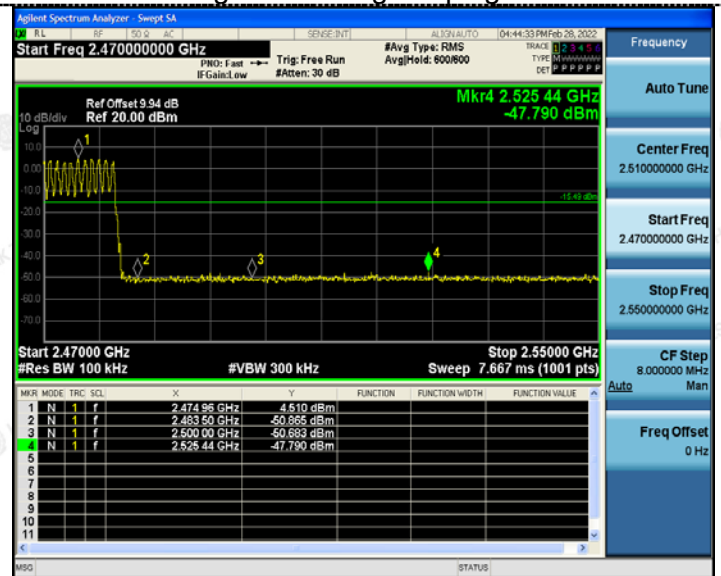 Agilent Spectrum Analyzer - Swept SA
RL RF 50 Ω AC SENSE:INT ALIGNAUTO 04:44:33 PM Feb 28, 2022
Start Freq 2.470000000 GHz
PNO: Fast
IFGain:Low
Trig: Free Run
#Atten: 30 dB
#Avg Type: RMS
Avg|Hold: 600/600
TRACE 1 2 3 4 5 6
TYPE M W W W W W
DET P P P P P P
Mkr4 2.525 44 GHz
-47.790 dBm
Ref Offset 9.94 dB
10 dB/div Ref 20.00 dBm
Log
10.0
0.00
-10.0
-20.0
-30.0
-40.0
-50.0
-60.0
-70.0
1
2
3
4
-15.49 dBm
Start 2.47000 GHz Stop 2.55000 GHz
#Res BW 100 kHz #VBW 300 kHz Sweep 7.667 ms (1001 pts)
MKR MODE TRC SCL X Y FUNCTION FUNCTION WIDTH FUNCTION VALUE
1 N 1 f 2.474 96 GHz 4.510 dBm
2 N 1 f 2.483 50 GHz -50.865 dBm
3 N 1 f 2.500 00 GHz -50.683 dBm
4 N 1 f 2.525 44 GHz -47.790 dBm
5
6
7
8
9
10
11
MSG STATUS
Frequency
Auto Tune
Center Freq
2.510000000 GHz
Start Freq
2.470000000 GHz
Stop Freq
2.550000000 GHz
CF Step
8.000000 MHz
Auto Man
Freq Offset
0 Hz